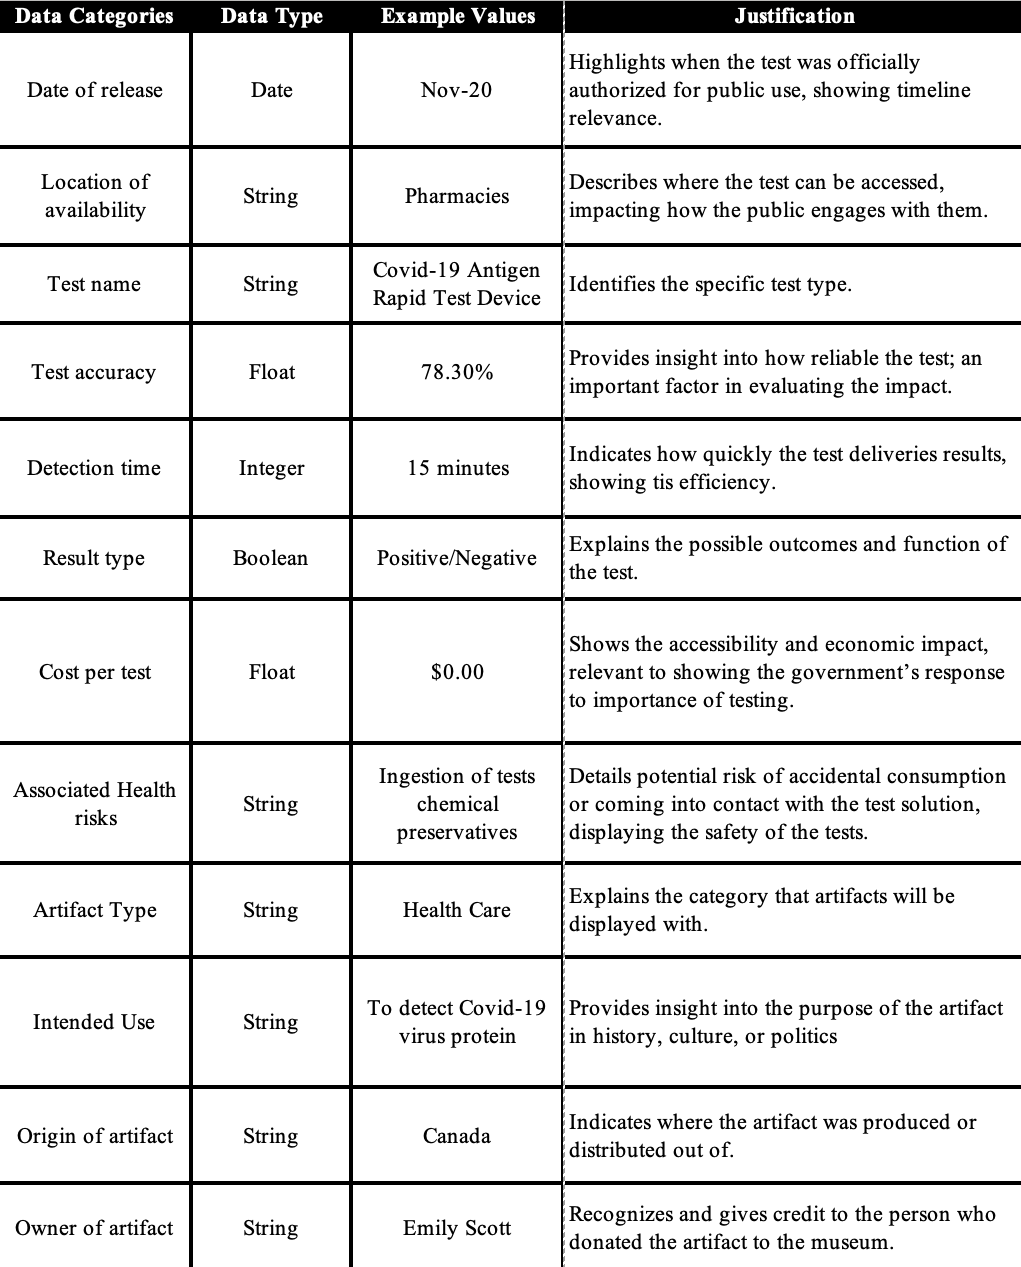 Data Categories Data Type Example Values Justification
Date of release Date Nov-20 Highlights when the test was officially
authorized for public use, showing timeline
relevance.
Location of
availability String Pharmacies Describes where the test can be accessed,
impacting how the public engages with them.
Test name String Covid-19 Antigen
Rapid Test Device Identifies the specific test type.
Test accuracy Float 78.30% Provides insight into how reliable the test; an
important factor in evaluating the impact.
Detection time Integer 15 minutes Indicates how quickly the test deliveries results,
showing tis efficiency.
Result type Boolean Positive/Negative Explains the possible outcomes and function of
the test.
Cost per test Float $0.00 Shows the accessibility and economic impact,
relevant to showing the government’s response
to importance of testing.
Associated Health
risks String Ingestion of tests
chemical
preservatives Details potential risk of accidental consumption
or coming into contact with the test solution,
displaying the safety of the tests.
Artifact Type String Health Care Explains the category that artifacts will be
displayed with.
Intended Use String To detect Covid-19
virus protein Provides insight into the purpose of the artifact
in history, culture, or politics
Origin of artifact String Canada Indicates where the artifact was produced or
distributed out of.
Owner of artifact String Emily Scott Recognizes and gives credit to the person who
donated the artifact to the museum.